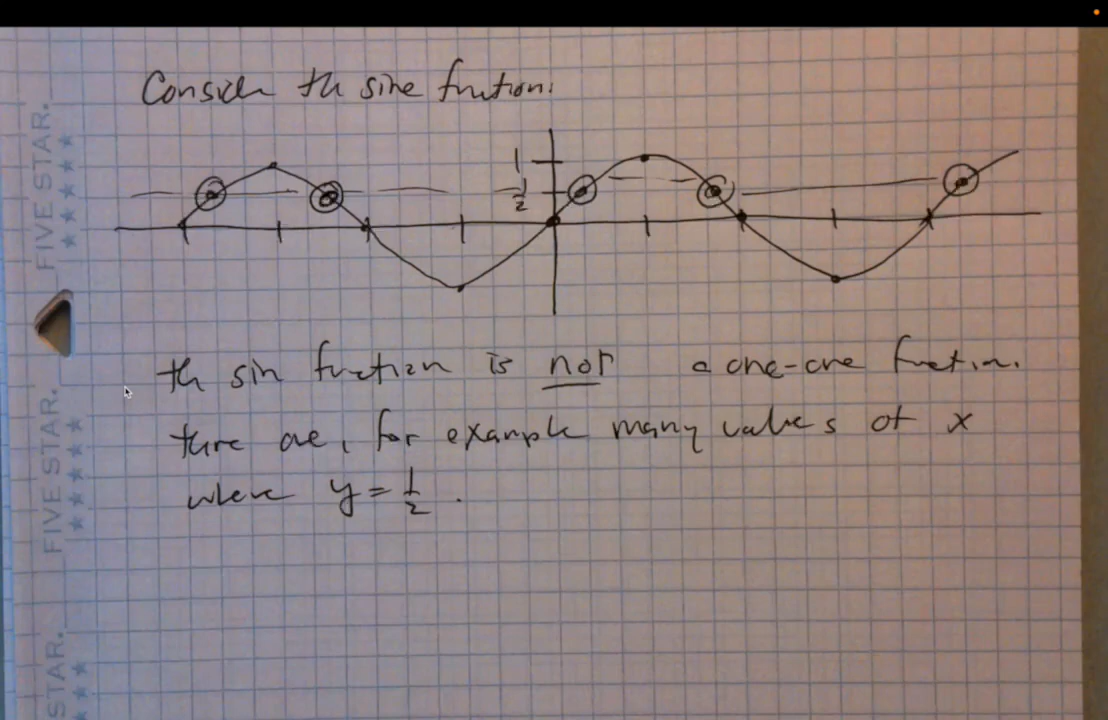 Consider the sine function:
1
1/2
the sin function is not a one-one function.
there are, for example many values of x
where y = 1/2.
FIVE STAR.
FIVE STAR.
STAR.